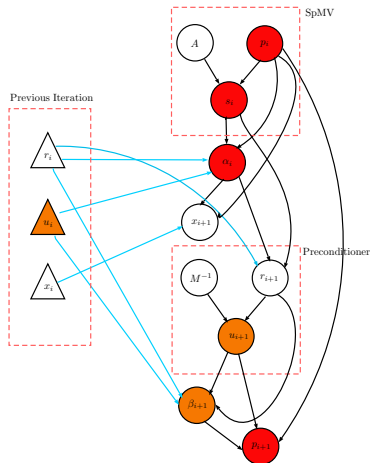 SpMV
A
p_i
s_i
Previous Iteration
r_i
α_i
u_i
x_{i+1}
Preconditioner
x_i
M^{-1}
r_{i+1}
u_{i+1}
β_{i+1}
p_{i+1}